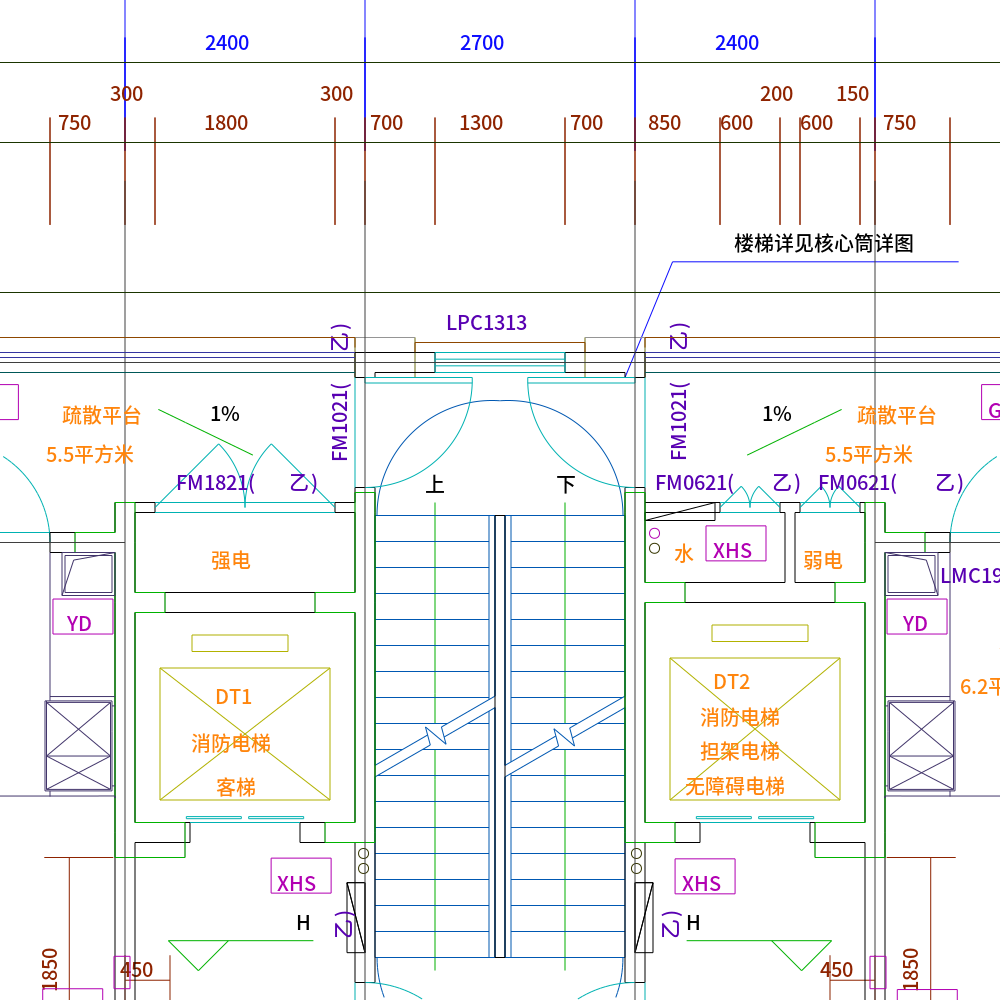 2400 2700 2400
300 300 200 150
750 1800 700 1300 700 850 600 600 750
楼梯详见核心筒详图
LPC1313
FM1021(乙)
FM1021(乙)
疏散平台 1% 1% 疏散平台 G
5.5平方米 5.5平方米
FM1821(乙) 上 下 FM0621(乙) FM0621(乙)
强电 水 XHS 弱电
LMC19
YD YD
DT1
消防电梯
客梯
DT2
消防电梯
担架电梯
无障碍电梯
6.2平
XHS XHS
H (乙 (乙 H
1850 450 450 1850